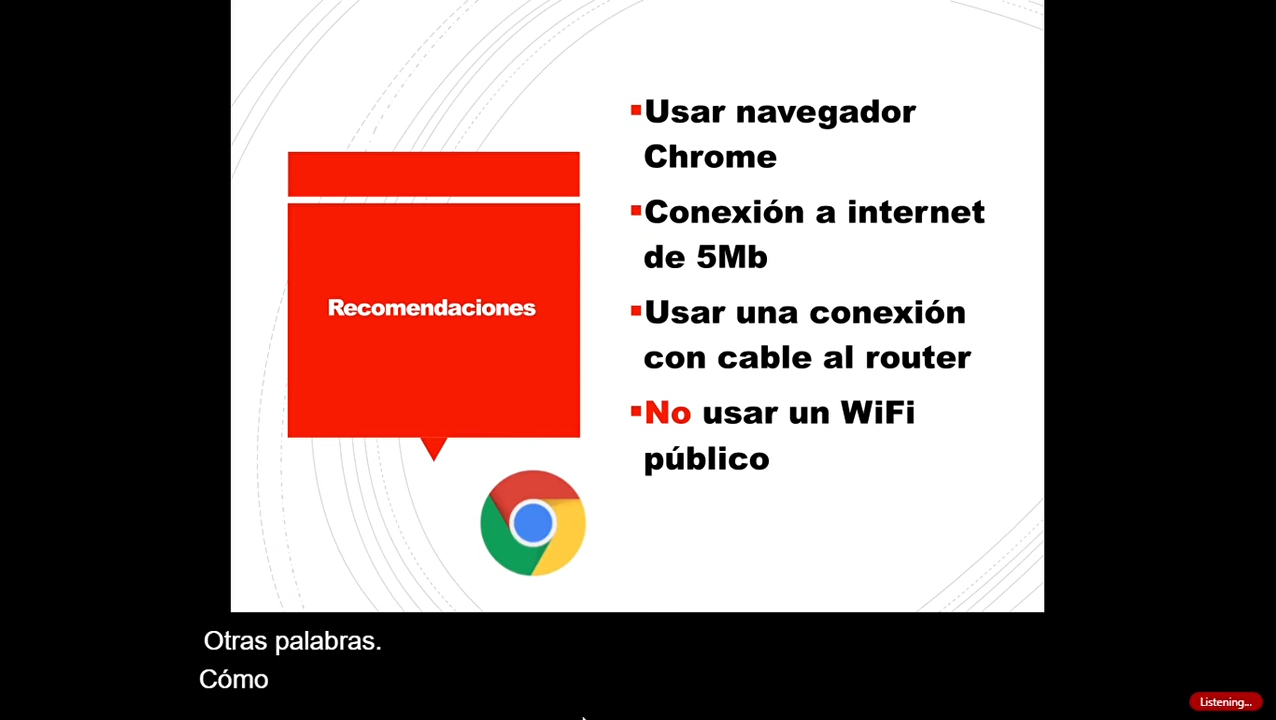 Usar navegador
Chrome
Conexión a internet
de 5Mb
Recomendaciones
Usar una conexión
con cable al router
No usar un WiFi
público
Otras palabras.
Cómo
Listening...